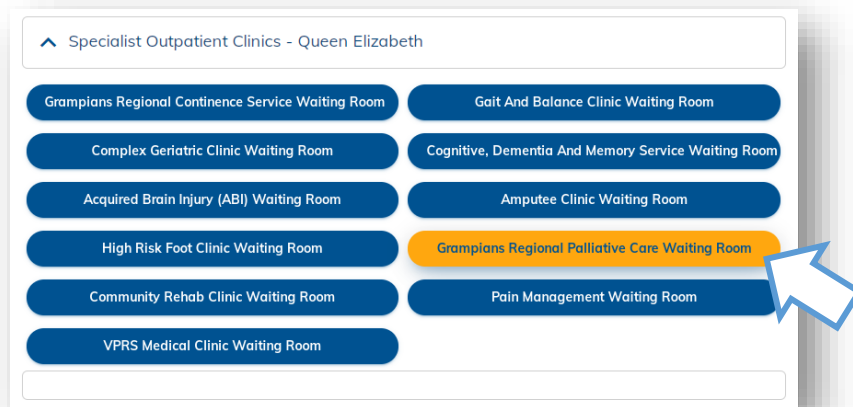 Specialist Outpatient Clinics - Queen Elizabeth
Grampians Regional Continence Service Waiting Room
Gait And Balance Clinic Waiting Room
Complex Geriatric Clinic Waiting Room
Cognitive, Dementia And Memory Service Waiting Room
Acquired Brain Injury (ABI) Waiting Room
Amputee Clinic Waiting Room
High Risk Foot Clinic Waiting Room
Grampians Regional Palliative Care Waiting Room
Community Rehab Clinic Waiting Room
Pain Management Waiting Room
VPRS Medical Clinic Waiting Room